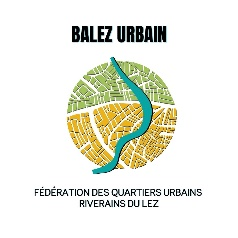 BALEZ URBAIN
FÉDÉRATION DES QUARTIERS URBAINS
RIVERAINS DU LEZ